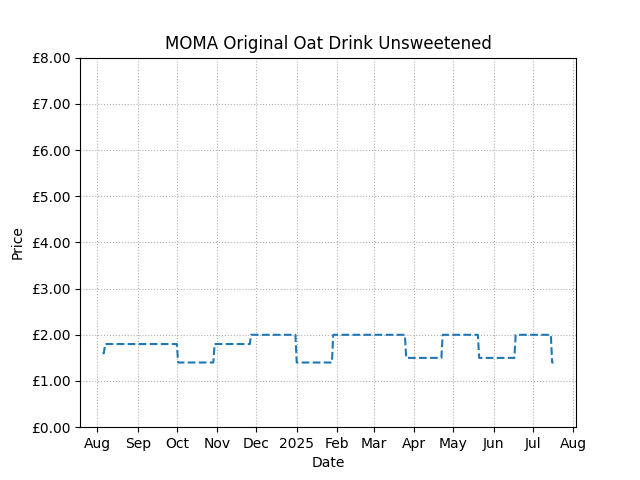 MOMA Original Oat Drink Unsweetened
£8.00
£7.00
£6.00
£5.00
£4.00
£3.00
£2.00
£1.00
£0.00
Price
Aug Sep Oct Nov Dec 2025 Feb Mar Apr May Jun Jul Aug
Date